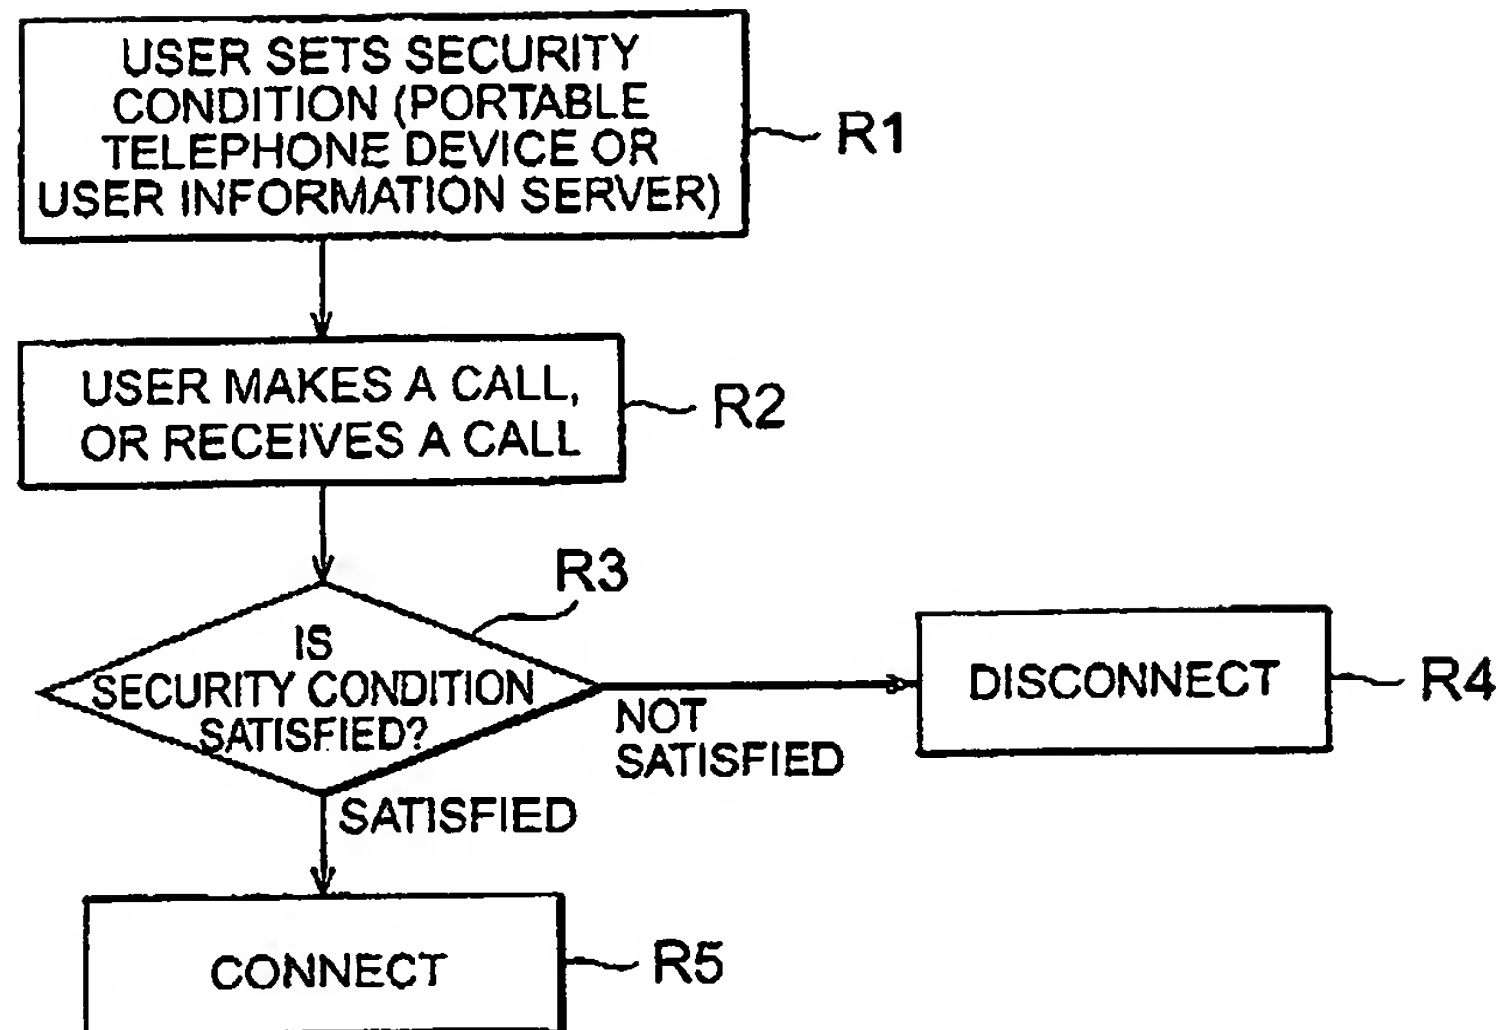 USER SETS SECURITY
CONDITION (PORTABLE
TELEPHONE DEVICE OR
USER INFORMATION SERVER)
R1
USER MAKES A CALL,
OR RECEIVES A CALL
R2
R3
IS
SECURITY CONDITION
SATISFIED?
NOT
SATISFIED
DISCONNECT
R4
SATISFIED
CONNECT
R5